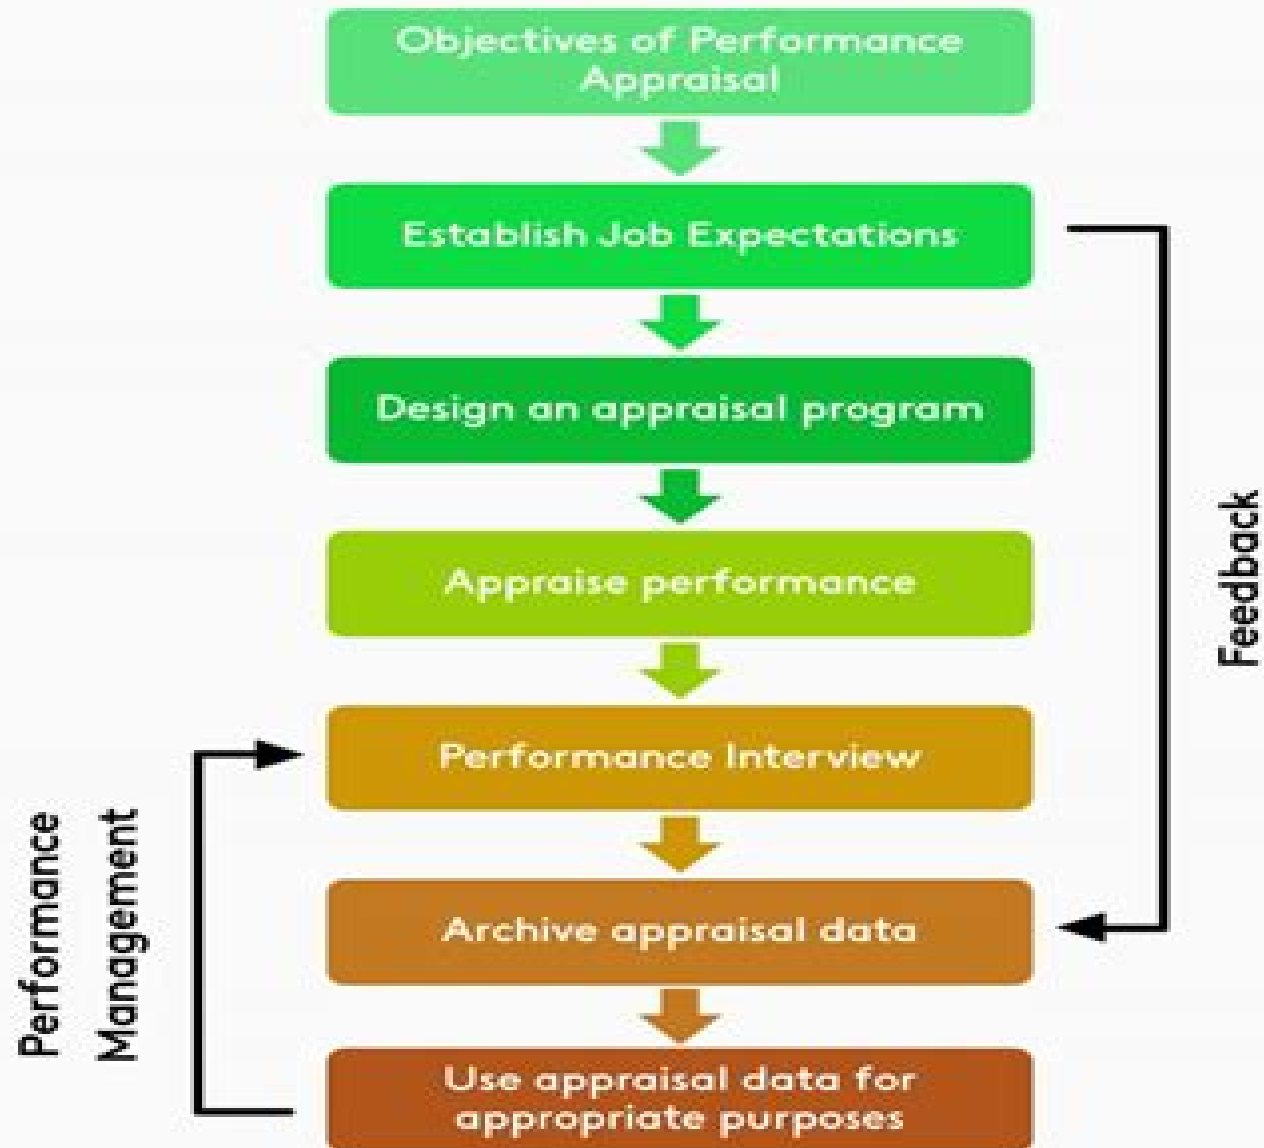 Objectives of Performance
Appraisal
Establish Job Expectations
Design an appraisal program
Appraise performance
Performance Interview
Archive appraisal data
Use appraisal data for
appropriate purposes
Feedback
Performance
Management